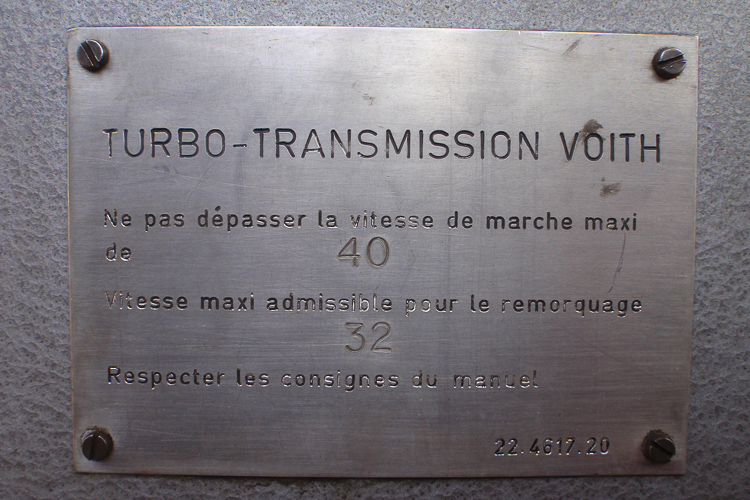 TURBO-TRANSMISSION VOITH
Ne pas dépasser la vitesse de marche maxi
de 40
Vitesse maxi admissible pour le remorquage
32
Respecter les consignes du manuel
22.4617.20